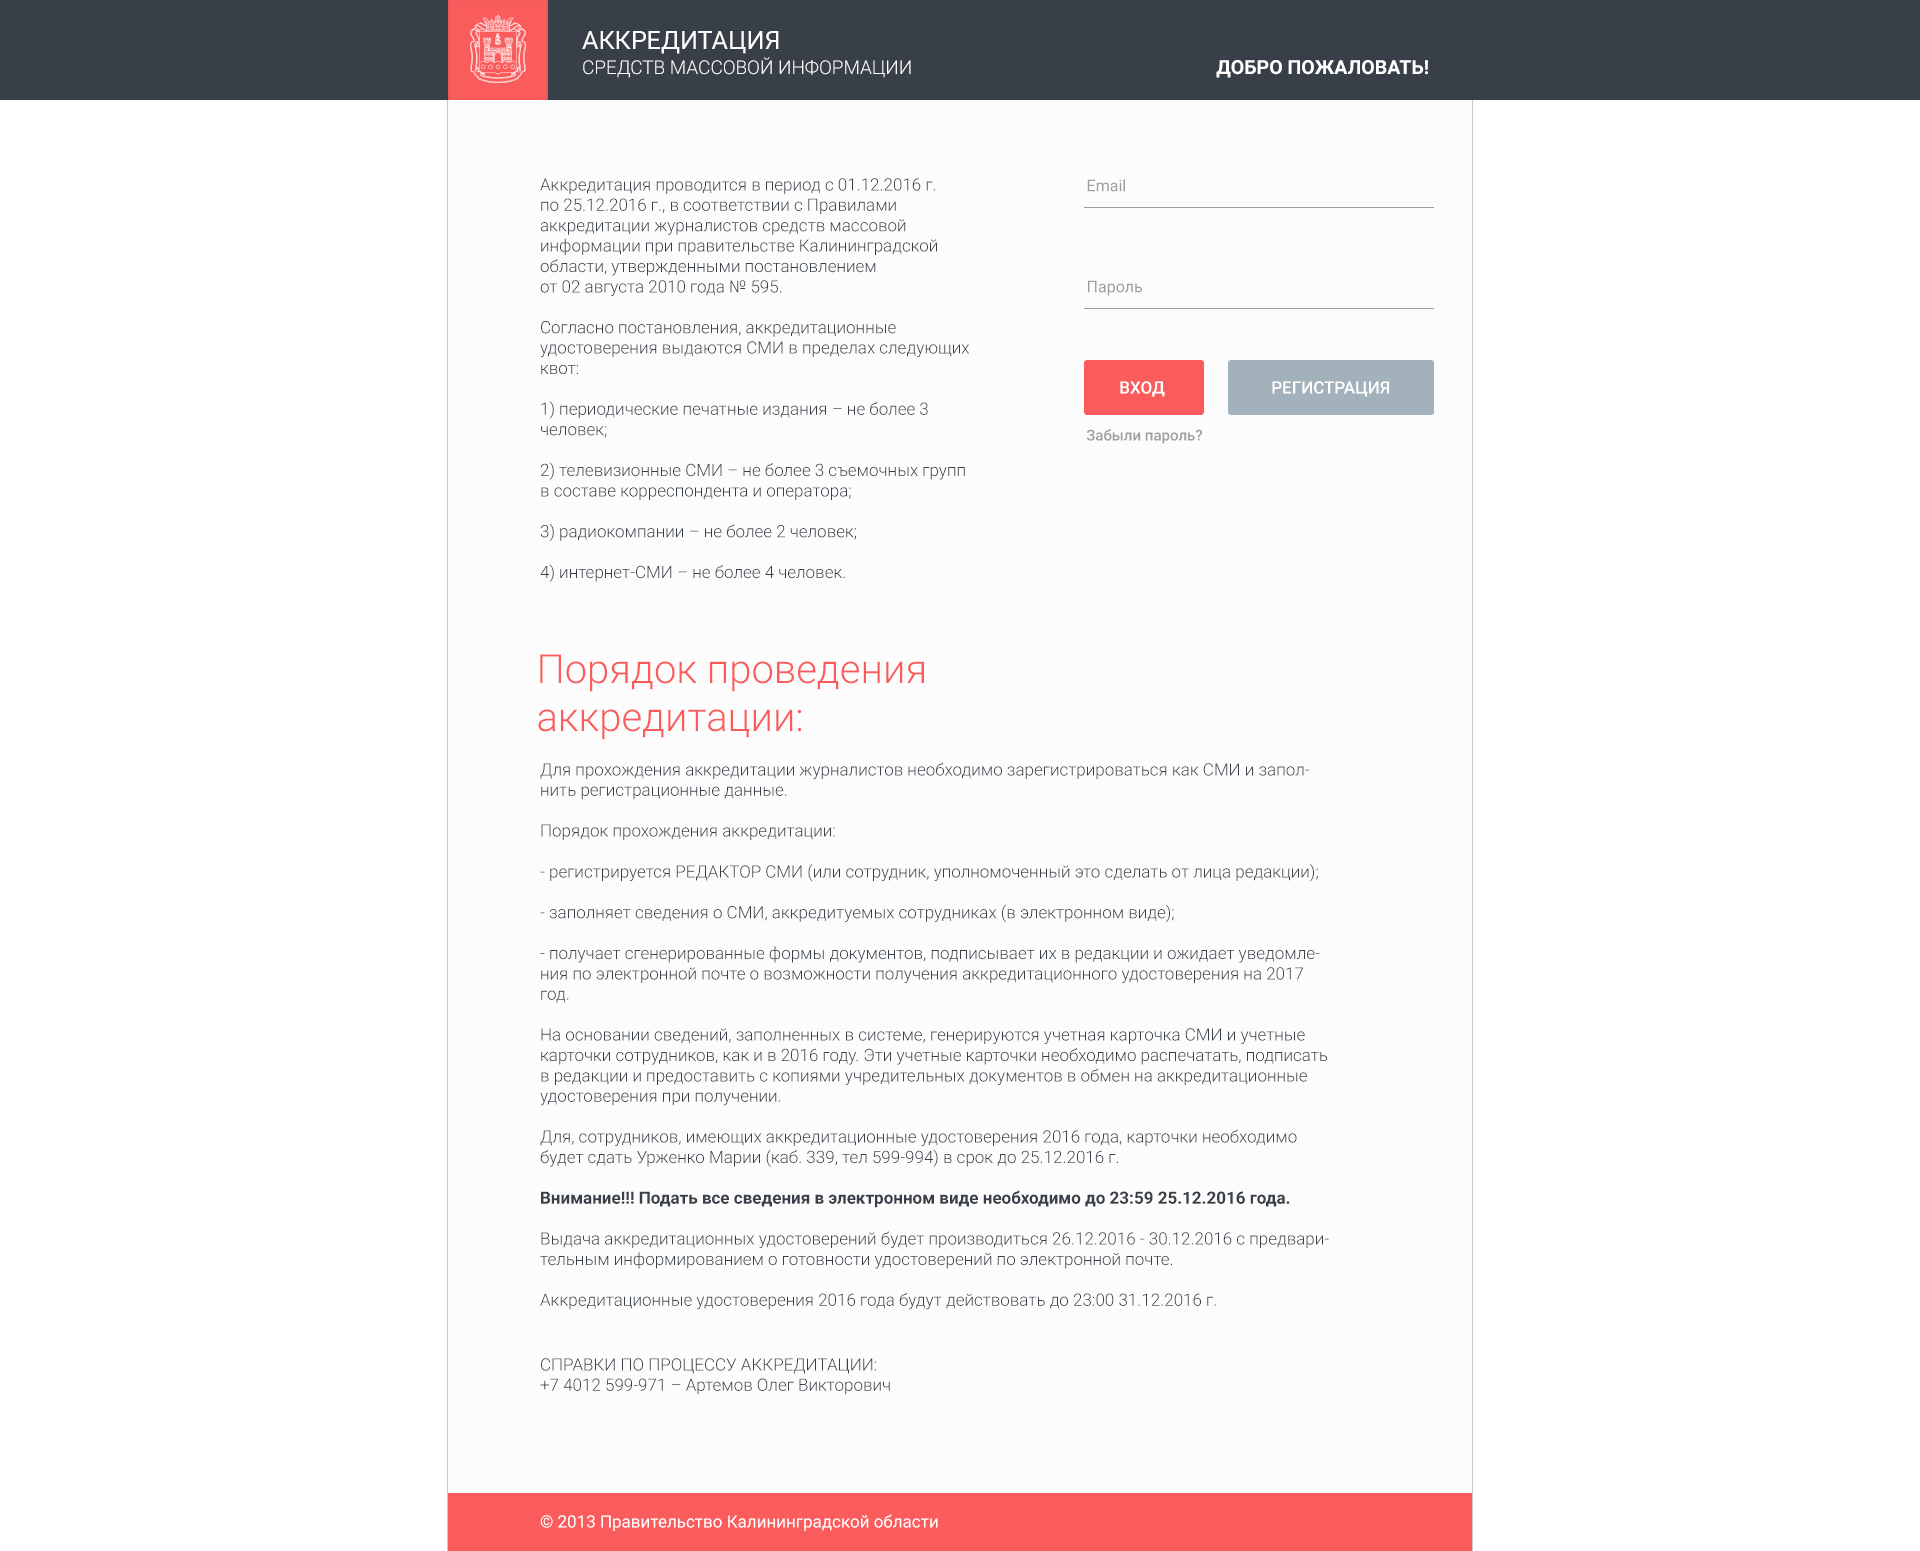 АККРЕДИТАЦИЯ
СРЕДСТВ МАССОВОЙ ИНФОРМАЦИИ
ДОБРО ПОЖАЛОВАТЬ!
Аккредитация проводится в период с 01.12.2016 г.
по 25.12.2016 г., в соответствии с Правилами
аккредитации журналистов средств массовой
информации при правительстве Калининградской
области, утвержденными постановлением
от 02 августа 2010 года № 595.
Согласно постановления, аккредитационные
удостоверения выдаются СМИ в пределах следующих
квот:
1) периодические печатные издания – не более 3
человек;
2) телевизионные СМИ – не более 3 съемочных групп
в составе корреспондента и оператора;
3) радиокомпании – не более 2 человек;
4) интернет-СМИ – не более 4 человек.
Email
Пароль
ВХОД
РЕГИСТРАЦИЯ
Забыли пароль?
Порядок проведения
аккредитации:
Для прохождения аккредитации журналистов необходимо зарегистрироваться как СМИ и запол-
нить регистрационные данные.
Порядок прохождения аккредитации:
- регистрируется РЕДАКТОР СМИ (или сотрудник, уполномоченный это сделать от лица редакции);
- заполняет сведения о СМИ, аккредитуемых сотрудниках (в электронном виде);
- получает сгенерированные формы документов, подписывает их в редакции и ожидает уведомле-
ния по электронной почте о возможности получения аккредитационного удостоверения на 2017
год.
На основании сведений, заполненных в системе, генерируются учетная карточка СМИ и учетные
карточки сотрудников, как и в 2016 году. Эти учетные карточки необходимо распечатать, подписать
в редакции и предоставить с копиями учредительных документов в обмен на аккредитационные
удостоверения при получении.
Для, сотрудников, имеющих аккредитационные удостоверения 2016 года, карточки необходимо
будет сдать Урженко Марии (каб. 339, тел 599-994) в срок до 25.12.2016 г.
Внимание!!! Подать все сведения в электронном виде необходимо до 23:59 25.12.2016 года.
Выдача аккредитационных удостоверений будет производиться 26.12.2016 - 30.12.2016 с предвари-
тельным информированием о готовности удостоверений по электронной почте.
Аккредитационные удостоверения 2016 года будут действовать до 23:00 31.12.2016 г.
СПРАВКИ ПО ПРОЦЕССУ АККРЕДИТАЦИИ:
+7 4012 599-971 – Артемов Олег Викторович
© 2013 Правительство Калининградской области